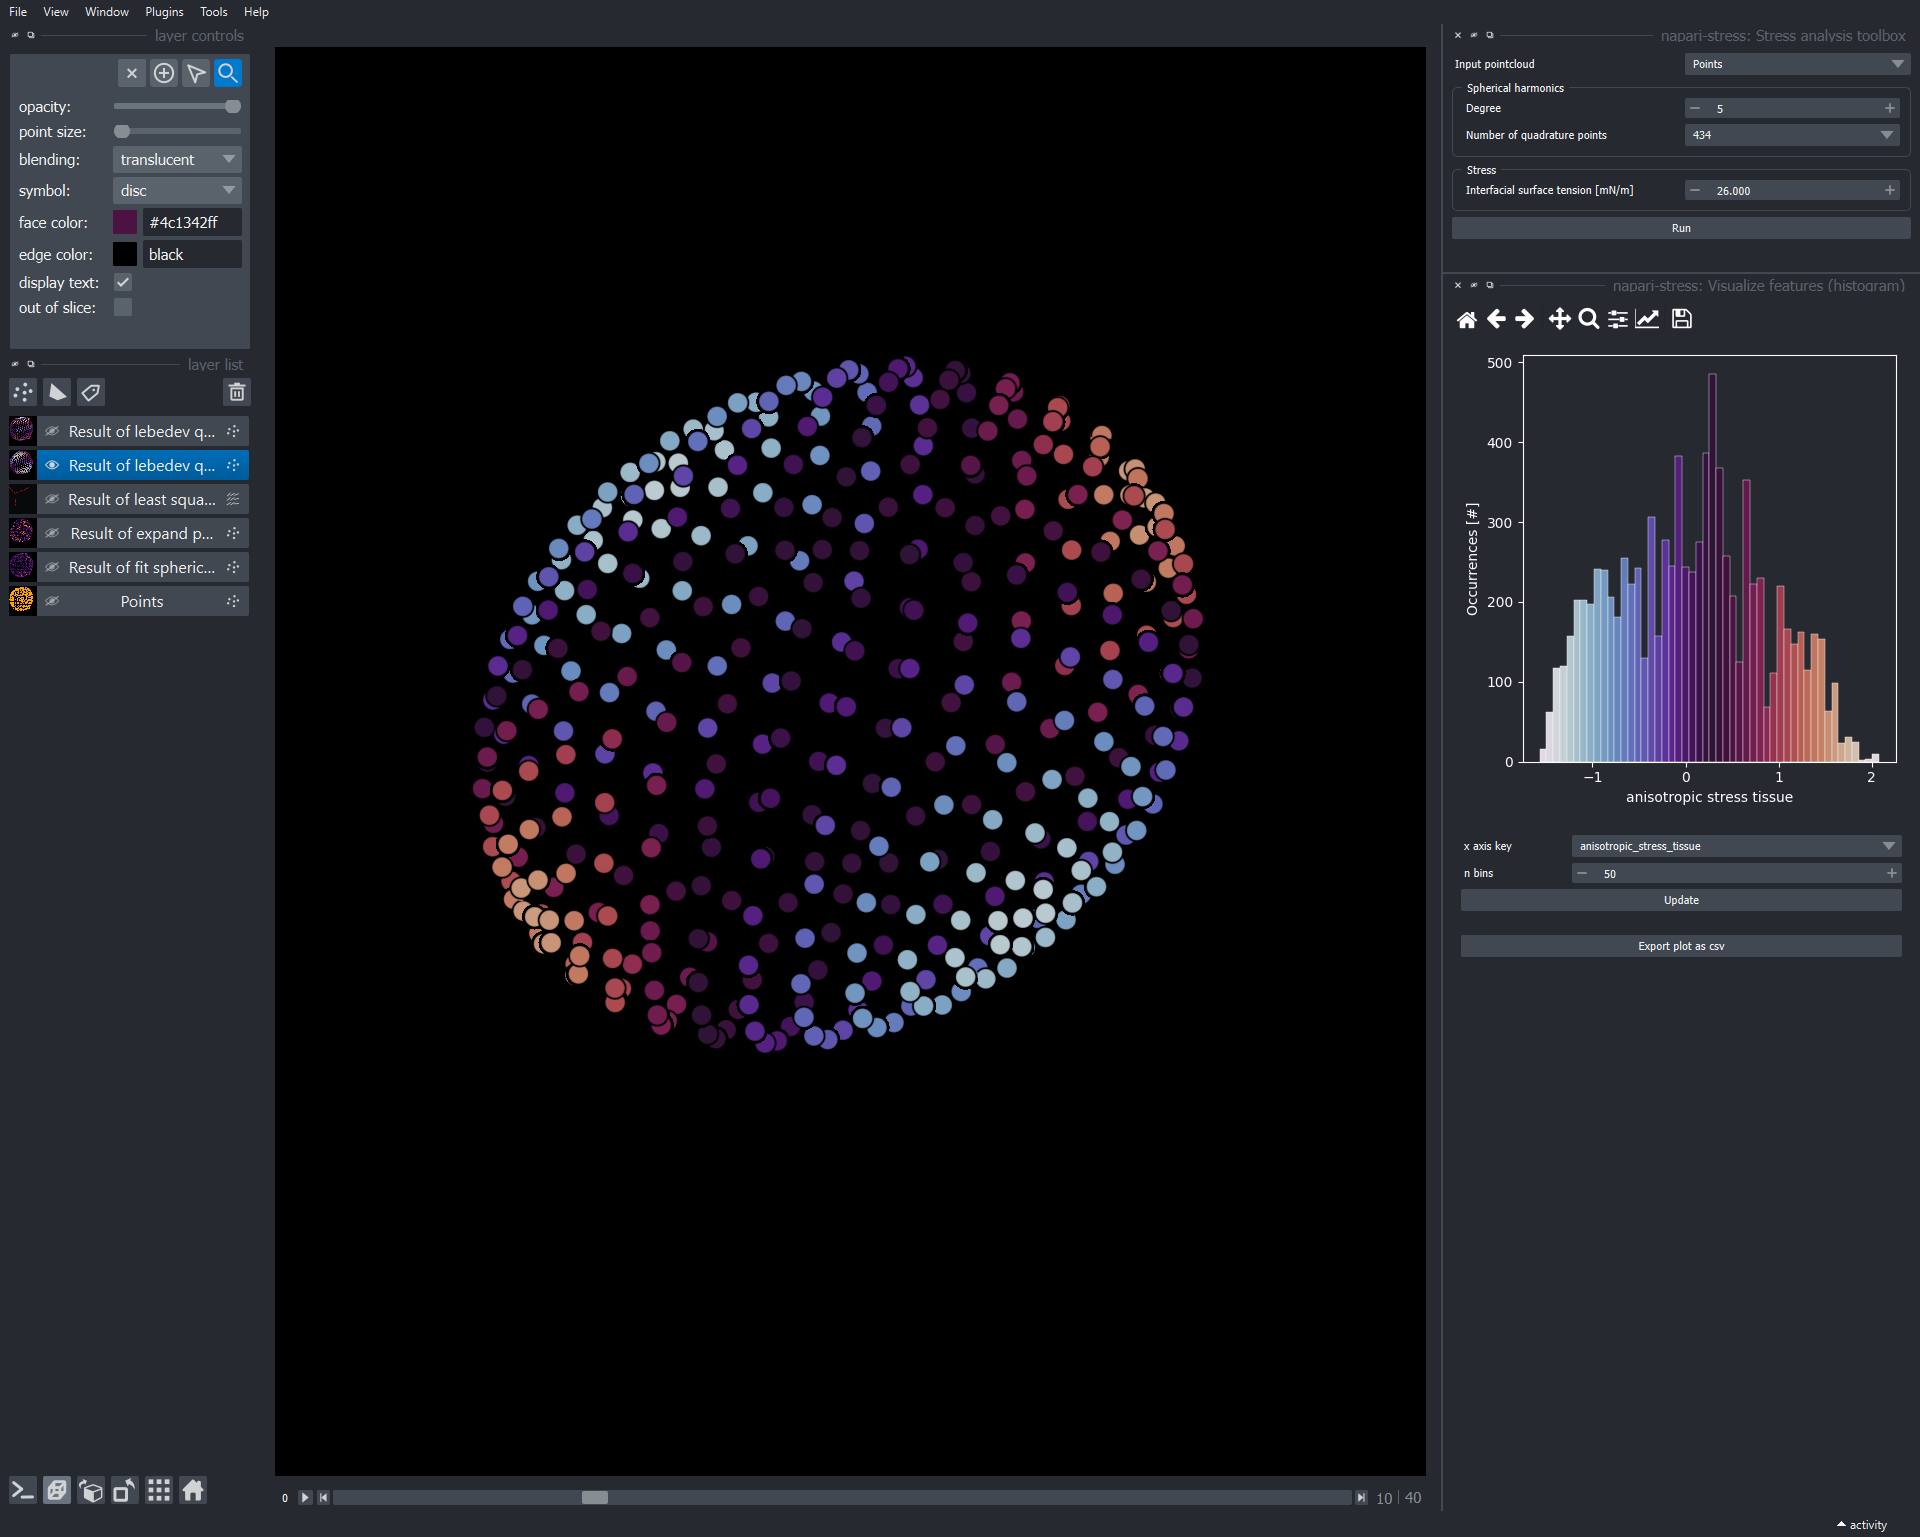 File View Window Plugins Tools Help
layer controls
opacity:
point size:
blending: translucent
symbol: disc
face color: #4c1342ff
edge color: black
display text:
out of slice:
layer list
Result of lebedev q...
Result of lebedev q...
Result of least squa...
Result of expand p...
Result of fit spheric...
Points
0
10 | 40
napari-stress: Stress analysis toolbox
Input pointcloud Points
Spherical harmonics
Degree 5
Number of quadrature points 434
Stress
Interfacial surface tension [mN/m] 26.000
Run
napari-stress: Visualize features (histogram)
500
400
300
200
100
0
Occurrences [#]
−1 0 1 2
anisotropic stress tissue
x axis key anisotropic_stress_tissue
n bins 50
Update
Export plot as csv
activity